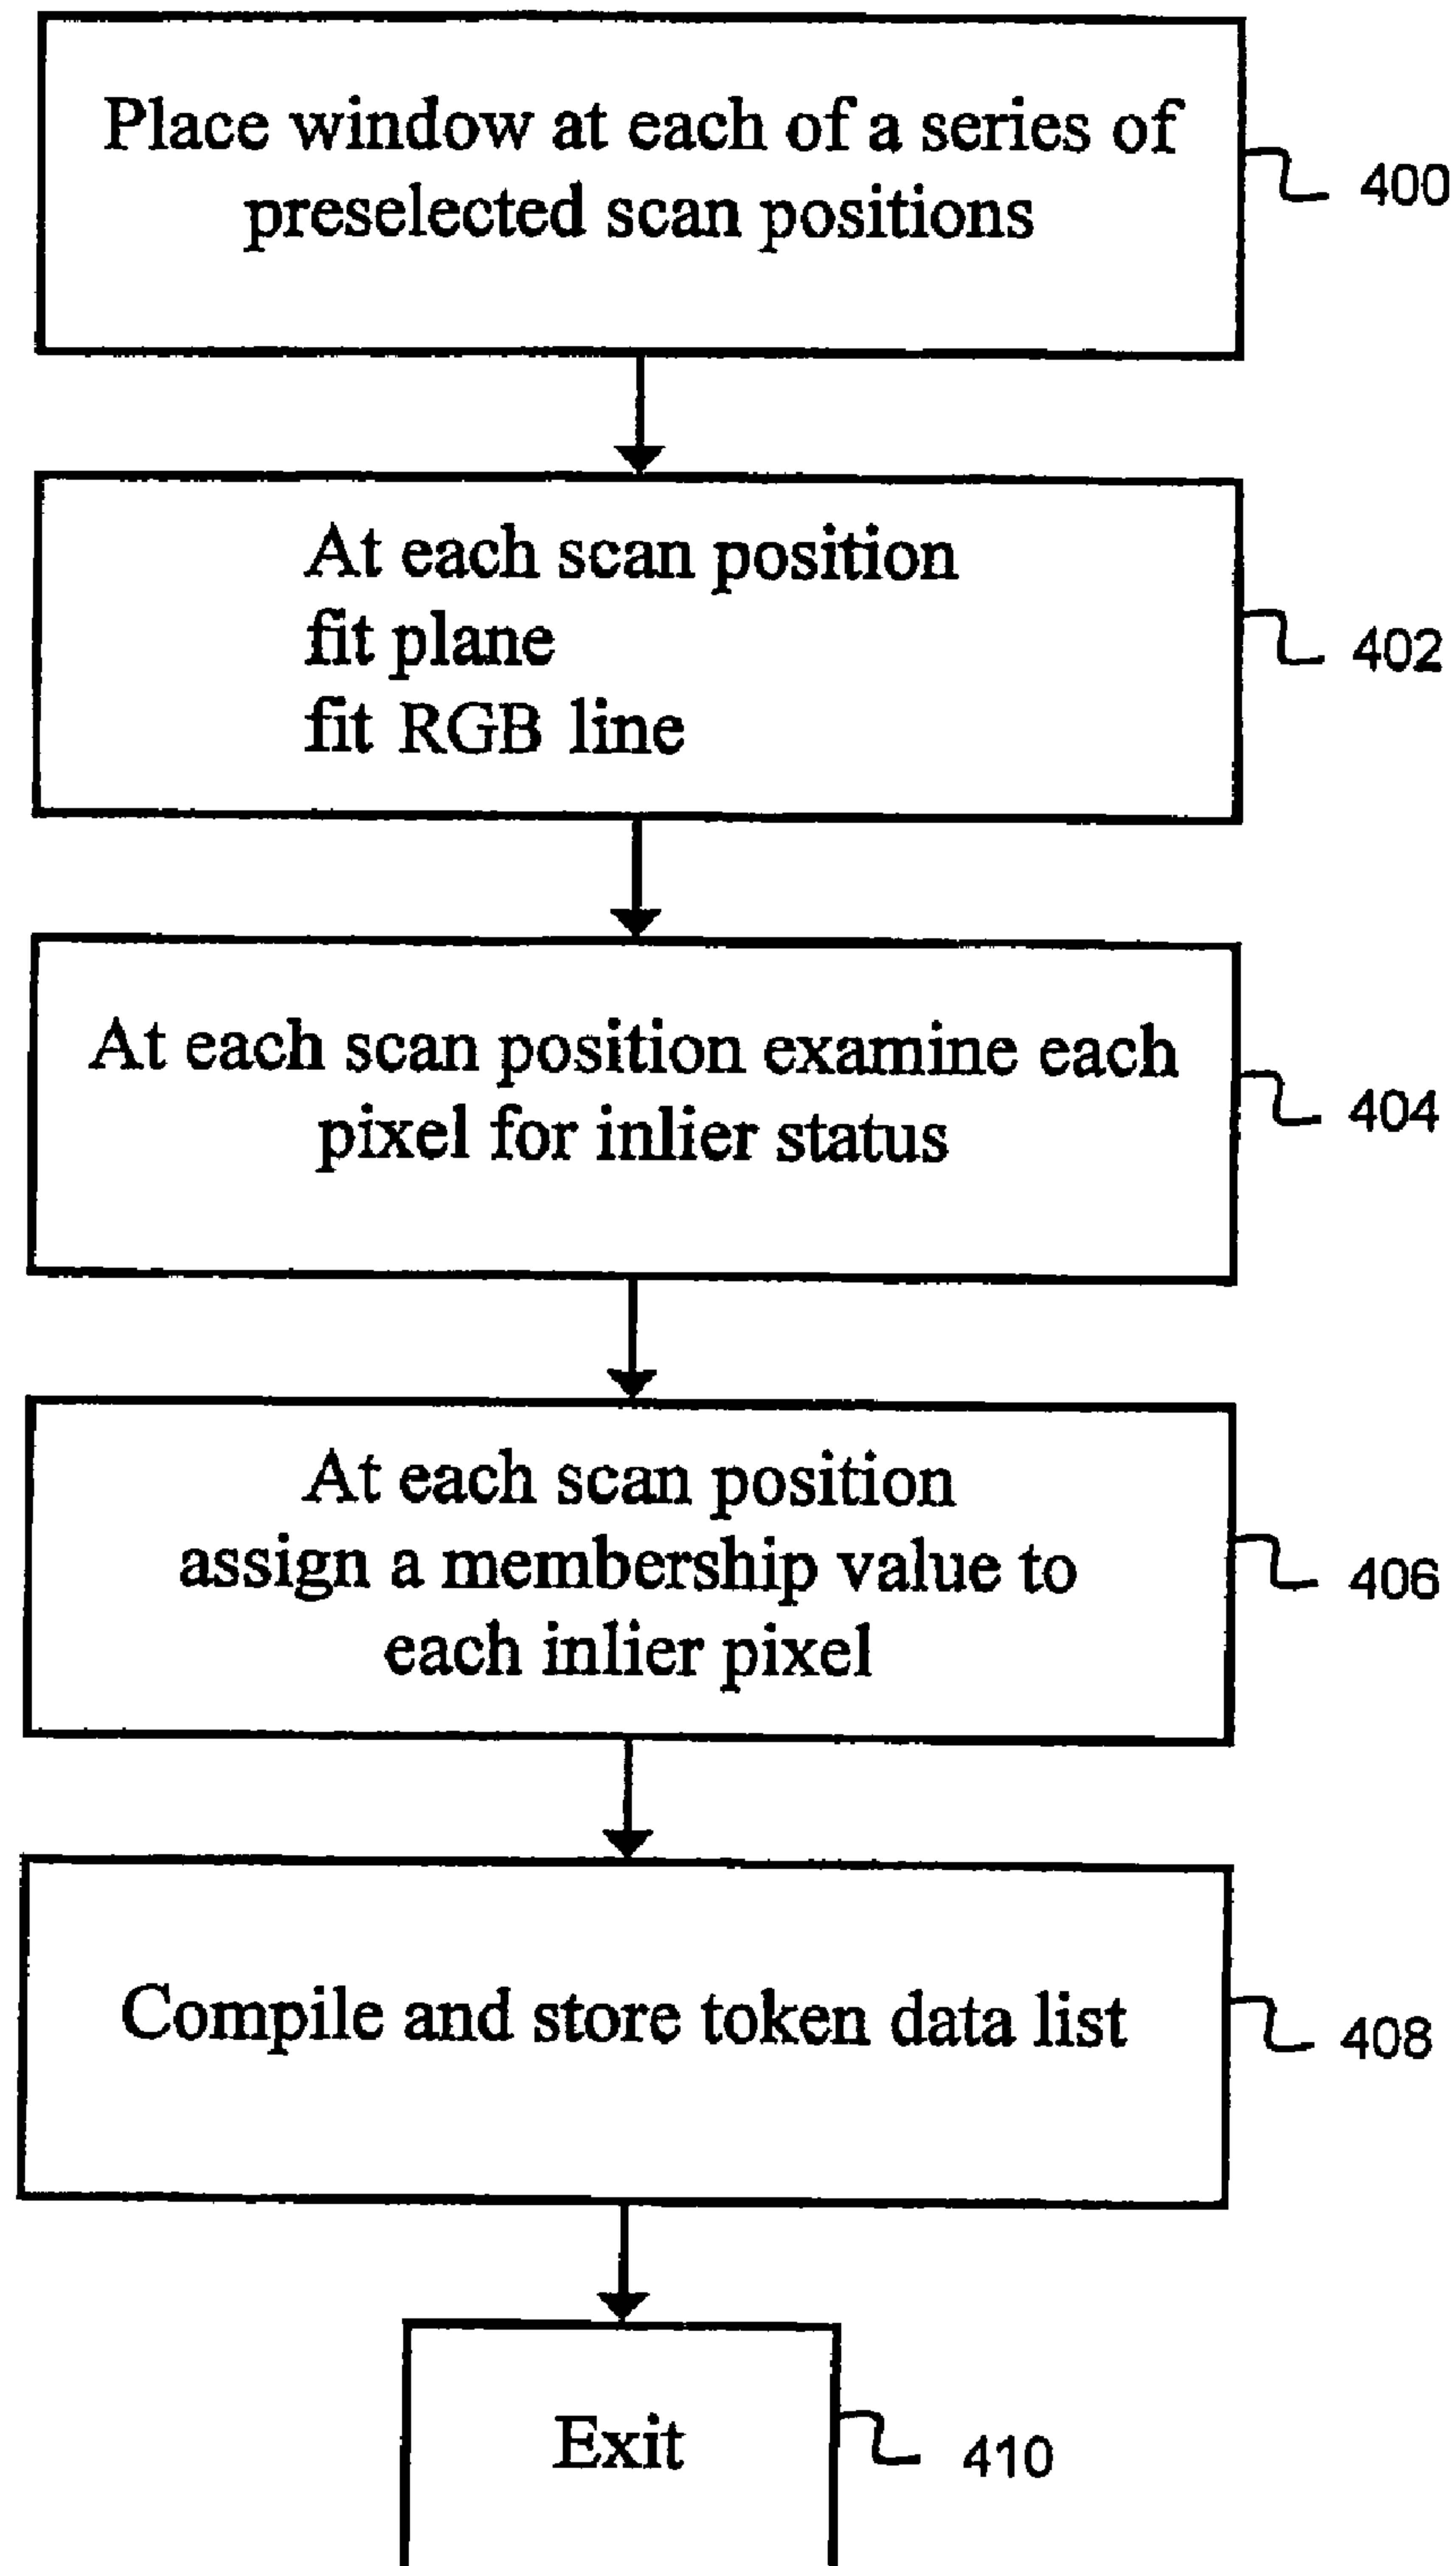 Place window at each of a series of
preselected scan positions
400
At each scan position
fit plane
fit RGB line
402
At each scan position examine each
pixel for inlier status
404
At each scan position
assign a membership value to
each inlier pixel
406
Compile and store token data list
408
Exit
410